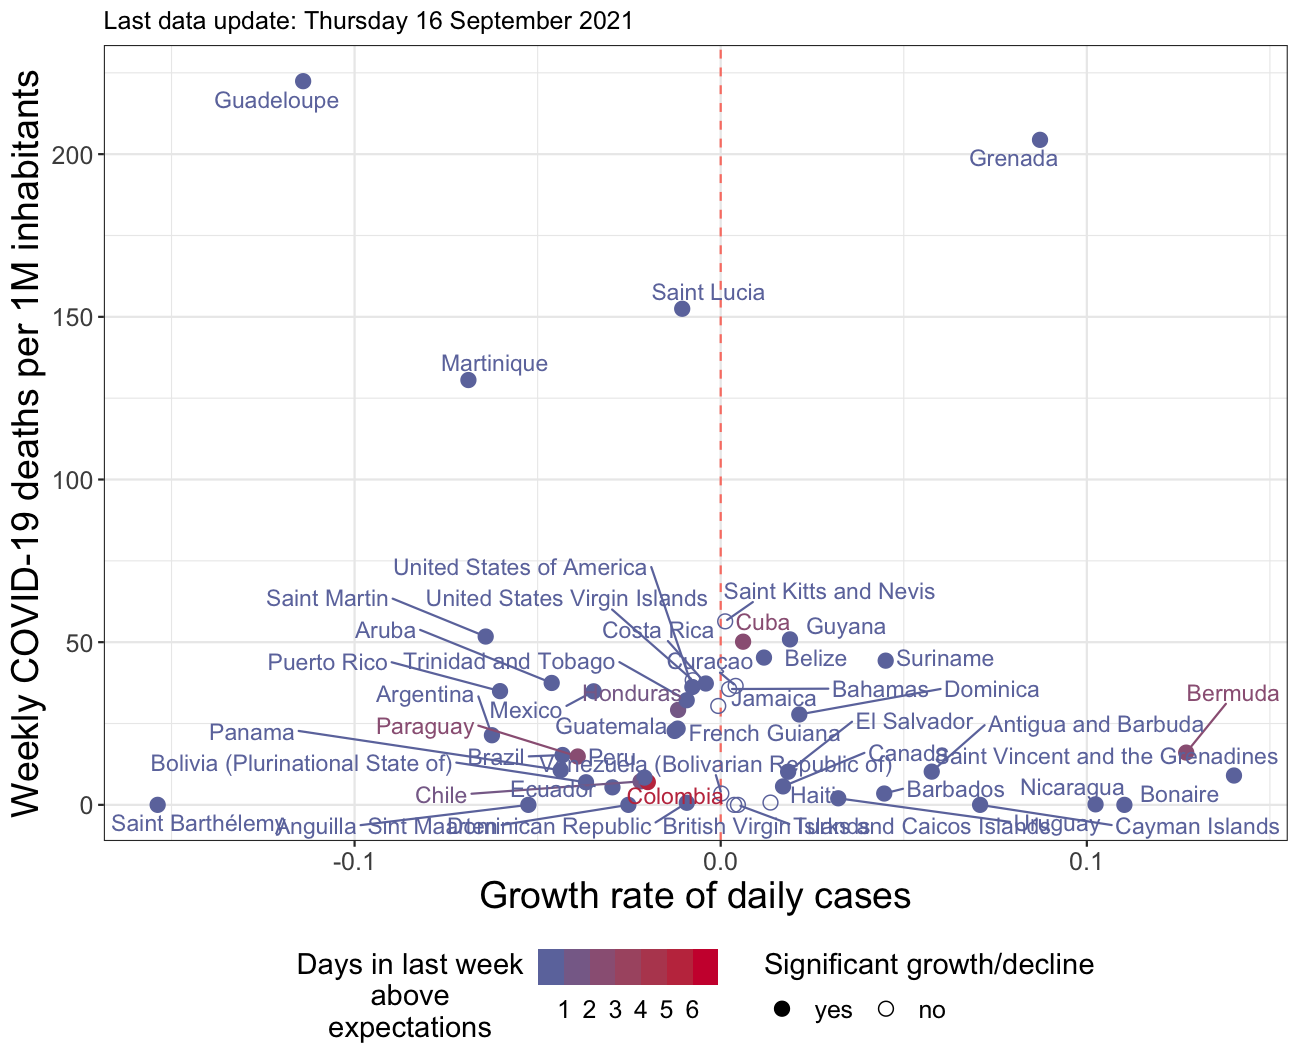 Last data update: Thursday 16 September 2021
Weekly COVID-19 deaths per 1M inhabitants
200
150
100
50
0
Guadeloupe
Grenada
Saint Lucia
Martinique
United States of America
Saint Martin
United States Virgin Islands
Saint Kitts and Nevis
Aruba
Costa Rica
Cuba
Guyana
Puerto Rico
Trinidad and Tobago
Curaçao
Belize
Suriname
Argentina
Honduras
Jamaica
Bahamas
Dominica
Bermuda
Mexico
Paraguay
Guatemala
French Guiana
El Salvador
Antigua and Barbuda
Panama
Brazil
Peru
Canada
Saint Vincent and the Grenadines
Bolivia (Plurinational State of)
Venezuela (Bolivarian Republic of)
Chile
Ecuador
Colombia
Haiti
Barbados
Nicaragua
Bonaire
Saint Barthélemy
Anguilla
Sint Maarten
Dominican Republic
British Virgin Islands
Turks and Caicos Islands
Uruguay
Cayman Islands
-0.1
0.0
0.1
Growth rate of daily cases
Days in last week
above
expectations
1 2 3 4 5 6
Significant growth/decline
yes
no